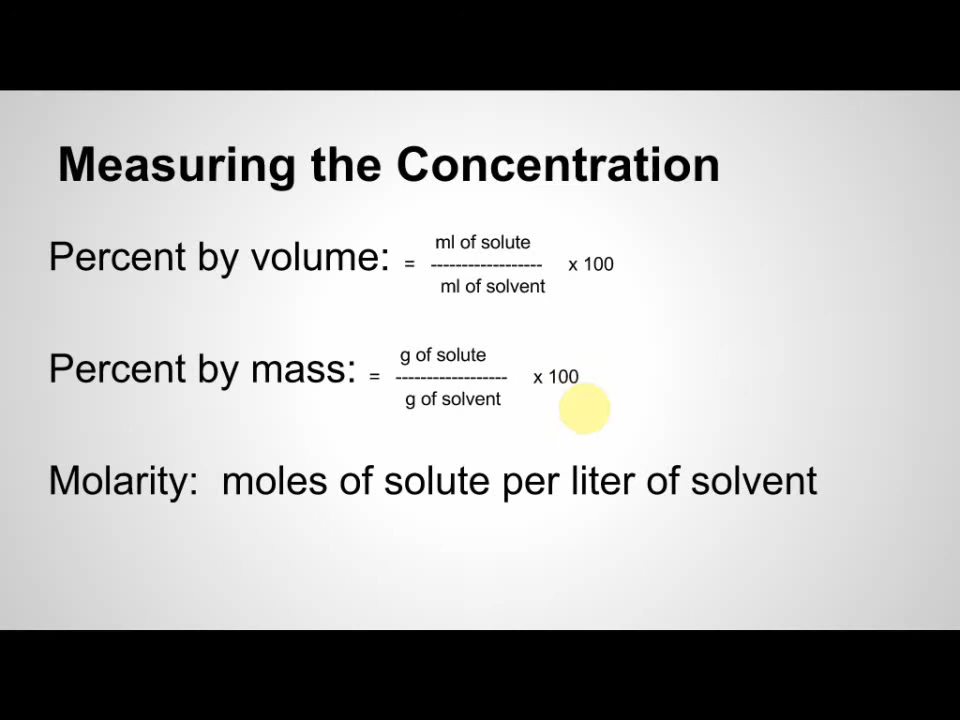 Measuring the Concentration
ml of solute
Percent by volume: = ------------------ x 100
ml of solvent
g of solute
Percent by mass: = ------------------ x 100
g of solvent
Molarity: moles of solute per liter of solvent